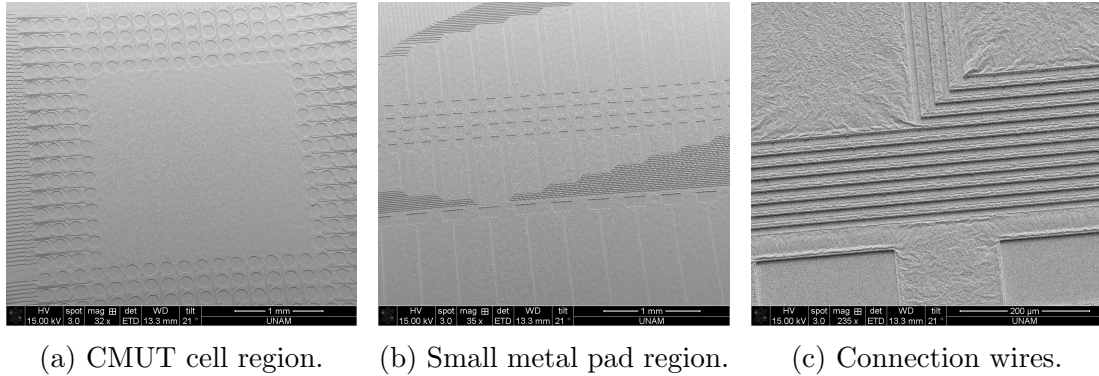 HV spot mag ⊞ det WD tilt 1 mm
15.00 kV 3.0 32 x ETD 13.3 mm 21 ° UNAM
HV spot mag ⊞ det WD tilt 1 mm
15.00 kV 3.0 35 x ETD 13.3 mm 21 ° UNAM
HV spot mag ⊞ det WD tilt 200 µm
15.00 kV 3.0 235 x ETD 13.3 mm 21 ° UNAM
(a) CMUT cell region.
(b) Small metal pad region.
(c) Connection wires.